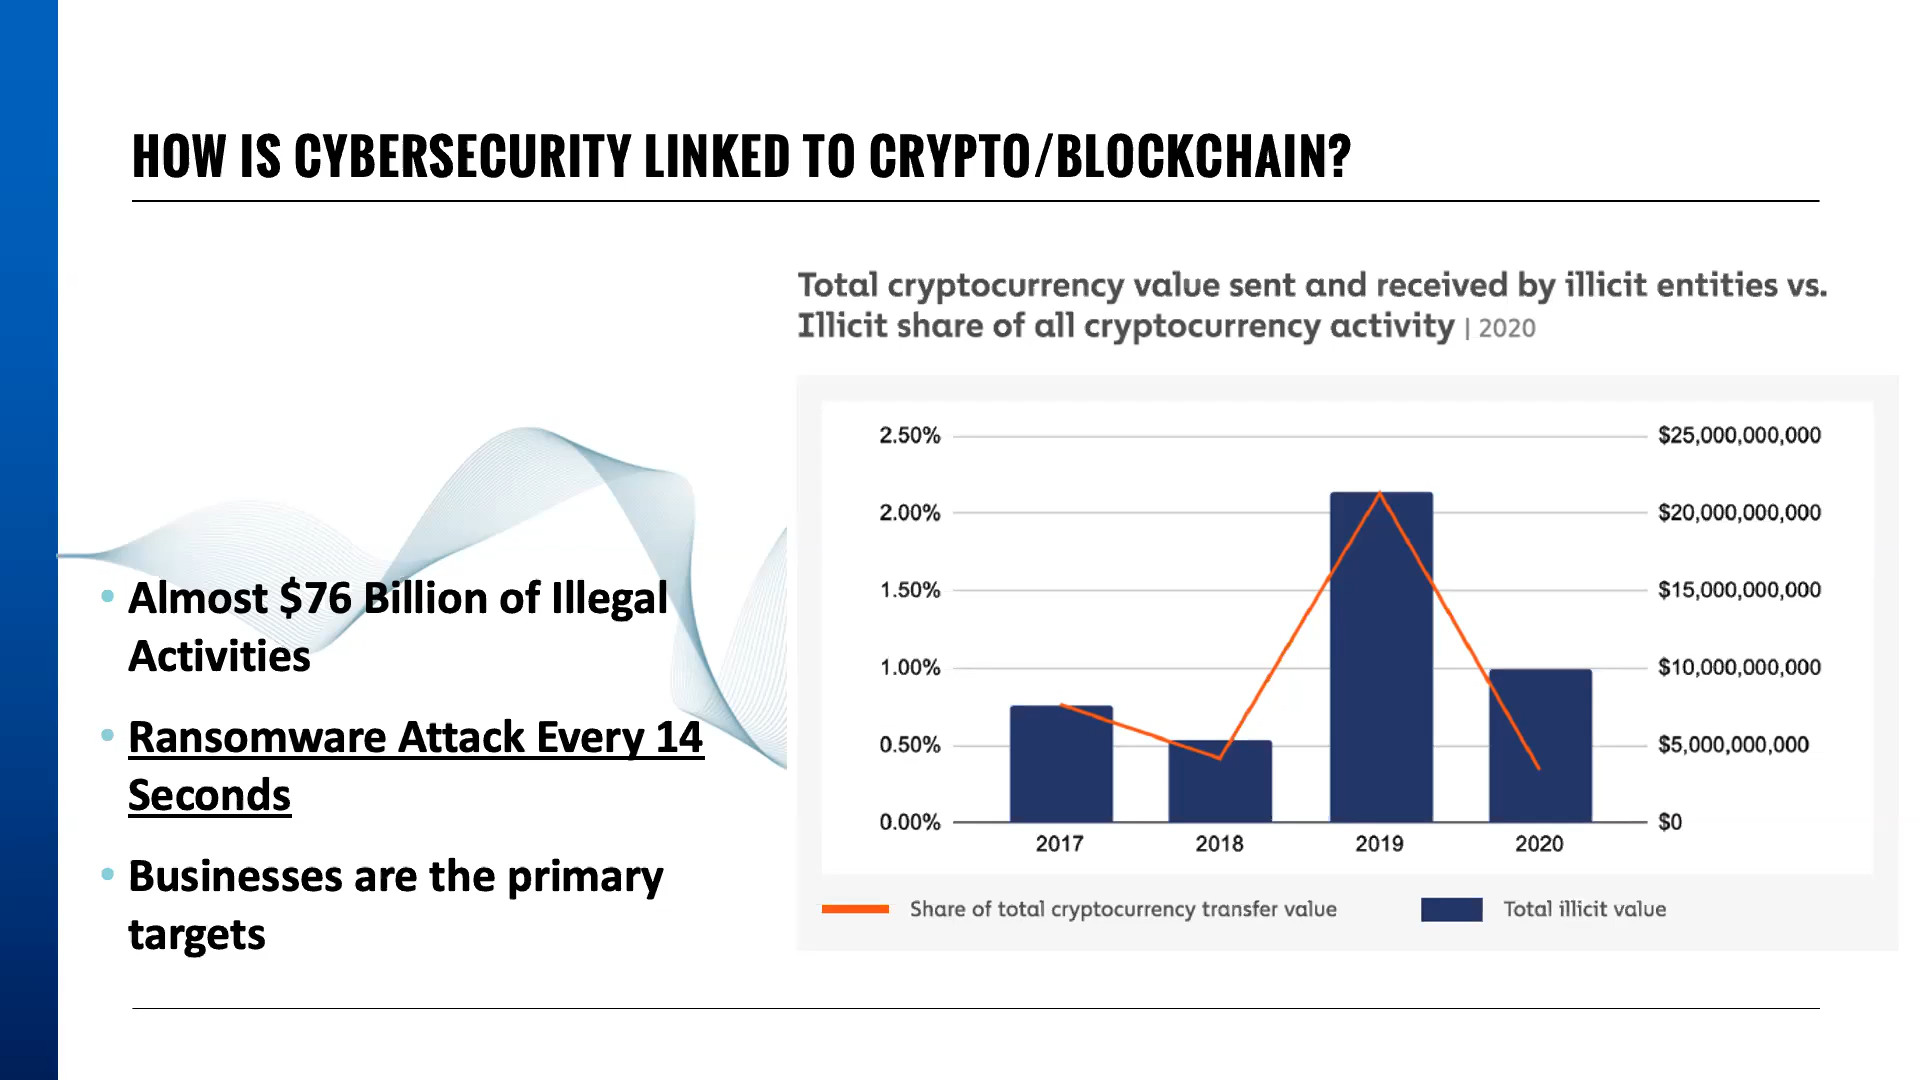 HOW IS CYBERSECURITY LINKED TO CRYPTO/BLOCKCHAIN?
• Almost $76 Billion of Illegal
Activities
• Ransomware Attack Every 14
Seconds
• Businesses are the primary
targets
Total cryptocurrency value sent and received by illicit entities vs.
Illicit share of all cryptocurrency activity | 2020
2.50% $25,000,000,000
2.00% $20,000,000,000
1.50% $15,000,000,000
1.00% $10,000,000,000
0.50% $5,000,000,000
0.00% $0
2017 2018 2019 2020
Share of total cryptocurrency transfer value Total illicit value